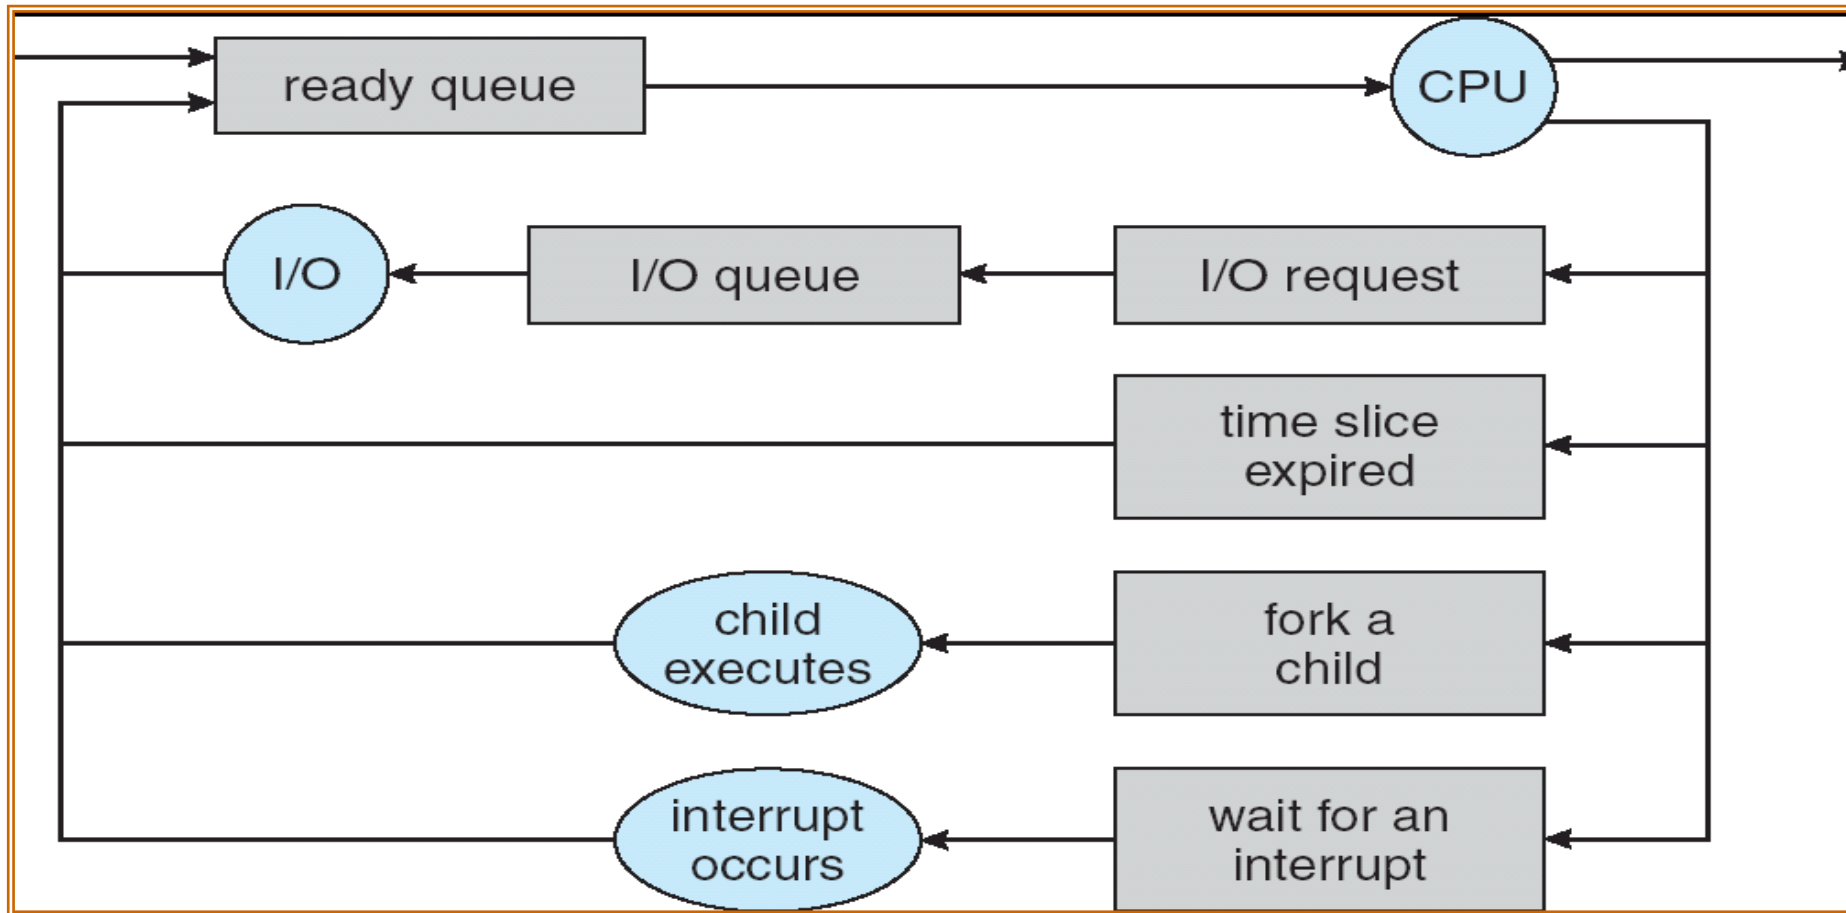 ready queue
CPU
I/O
I/O queue
I/O request
time slice
expired
child
executes
fork a
child
interrupt
occurs
wait for an
interrupt